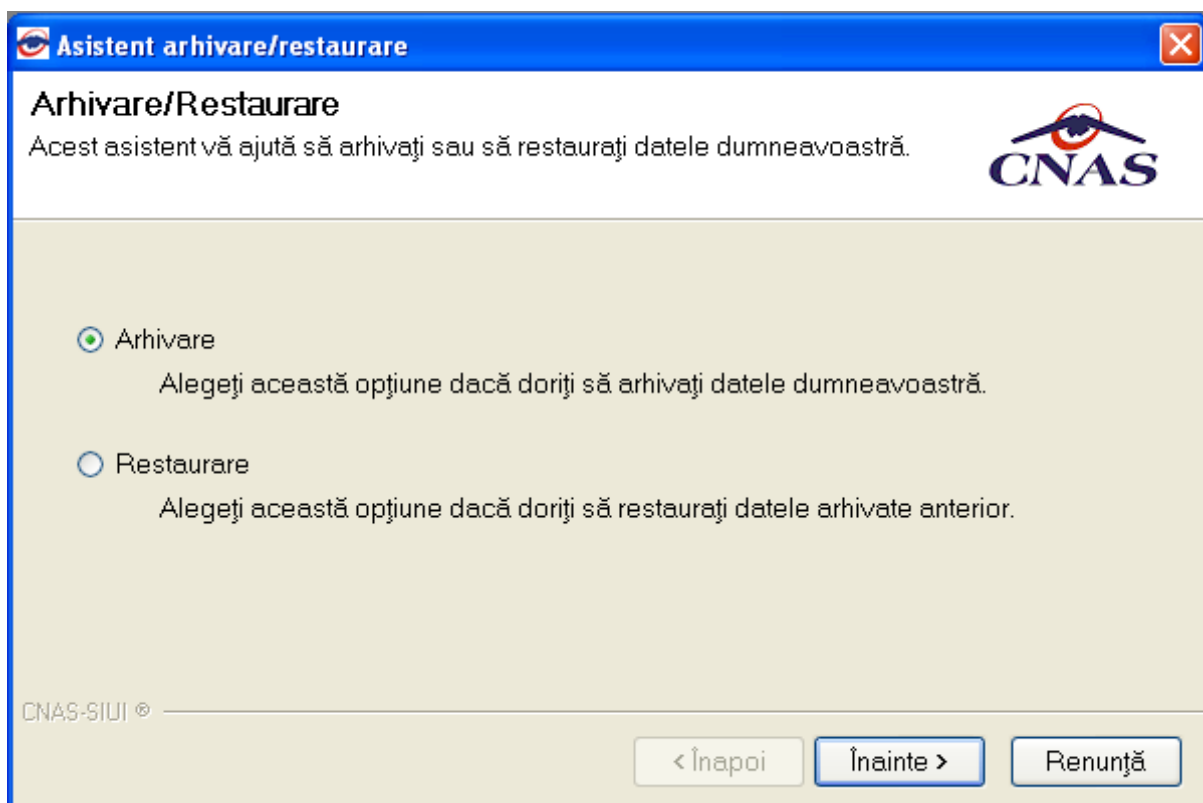 Asistent arhivare/restaurare
Arhivare/Restaurare
Acest asistent vă ajută să arhivaţi sau să restauraţi datele dumneavoastră.
CNAS
Arhivare
Alegeţi această opţiune dacă doriţi să arhivaţi datele dumneavoastră.
Restaurare
Alegeţi această opţiune dacă doriţi să restauraţi datele arhivate anterior.
CNAS-SIUI ®
< Înapoi
Înainte >
Renunţă